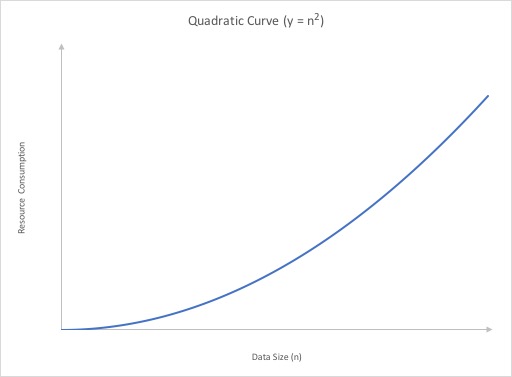 Quadratic Curve (y = n²)
Resource Consumption
Data Size (n)